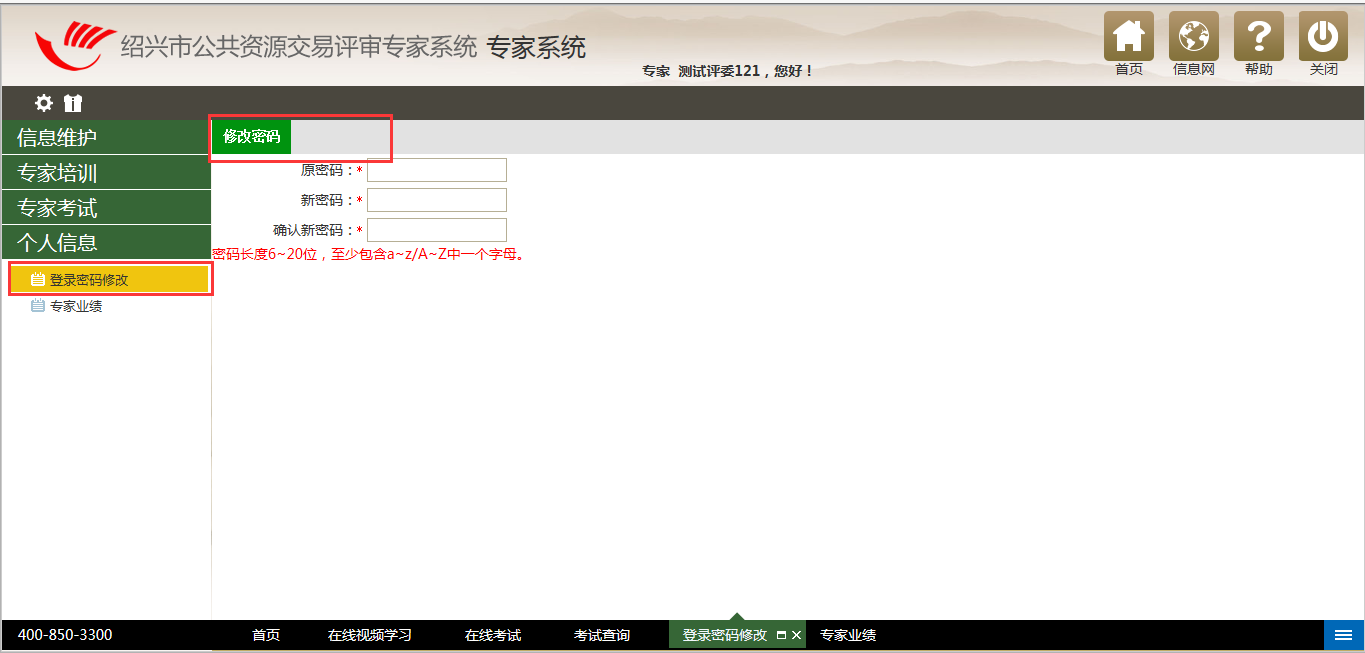 绍兴市公共资源交易评审专家系统 专家系统
专家 测试评委121，您好！
首页 信息网 帮助 关闭
信息维护
专家培训
专家考试
个人信息
登录密码修改
专家业绩
修改密码
原密码：*
新密码：*
确认新密码：*
密码长度6~20位，至少包含a~z/A~Z中一个字母。
400-850-3300 首页 在线视频学习 在线考试 考试查询 登录密码修改 专家业绩